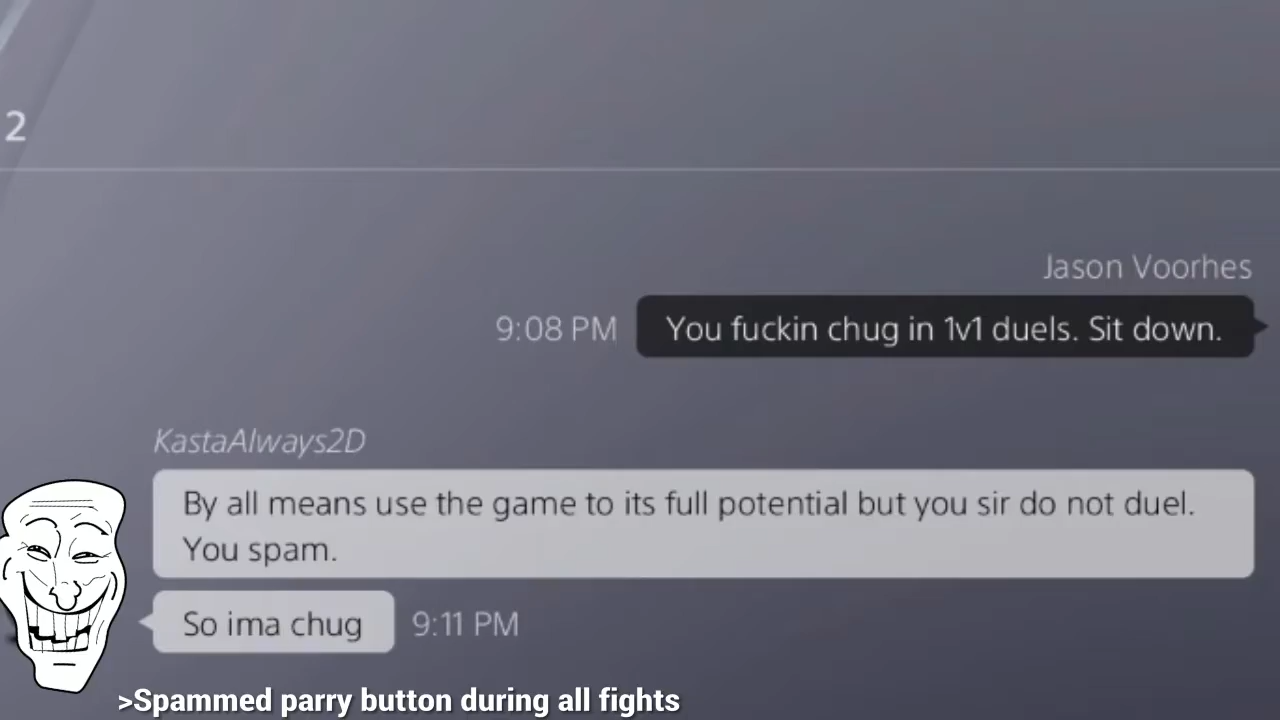 2
Jason Voorhes
9:08 PM
You fuckin chug in 1v1 duels. Sit down.
KastaAlways2D
By all means use the game to its full potential but you sir do not duel.
You spam.
So ima chug
9:11 PM
>Spammed parry button during all fights